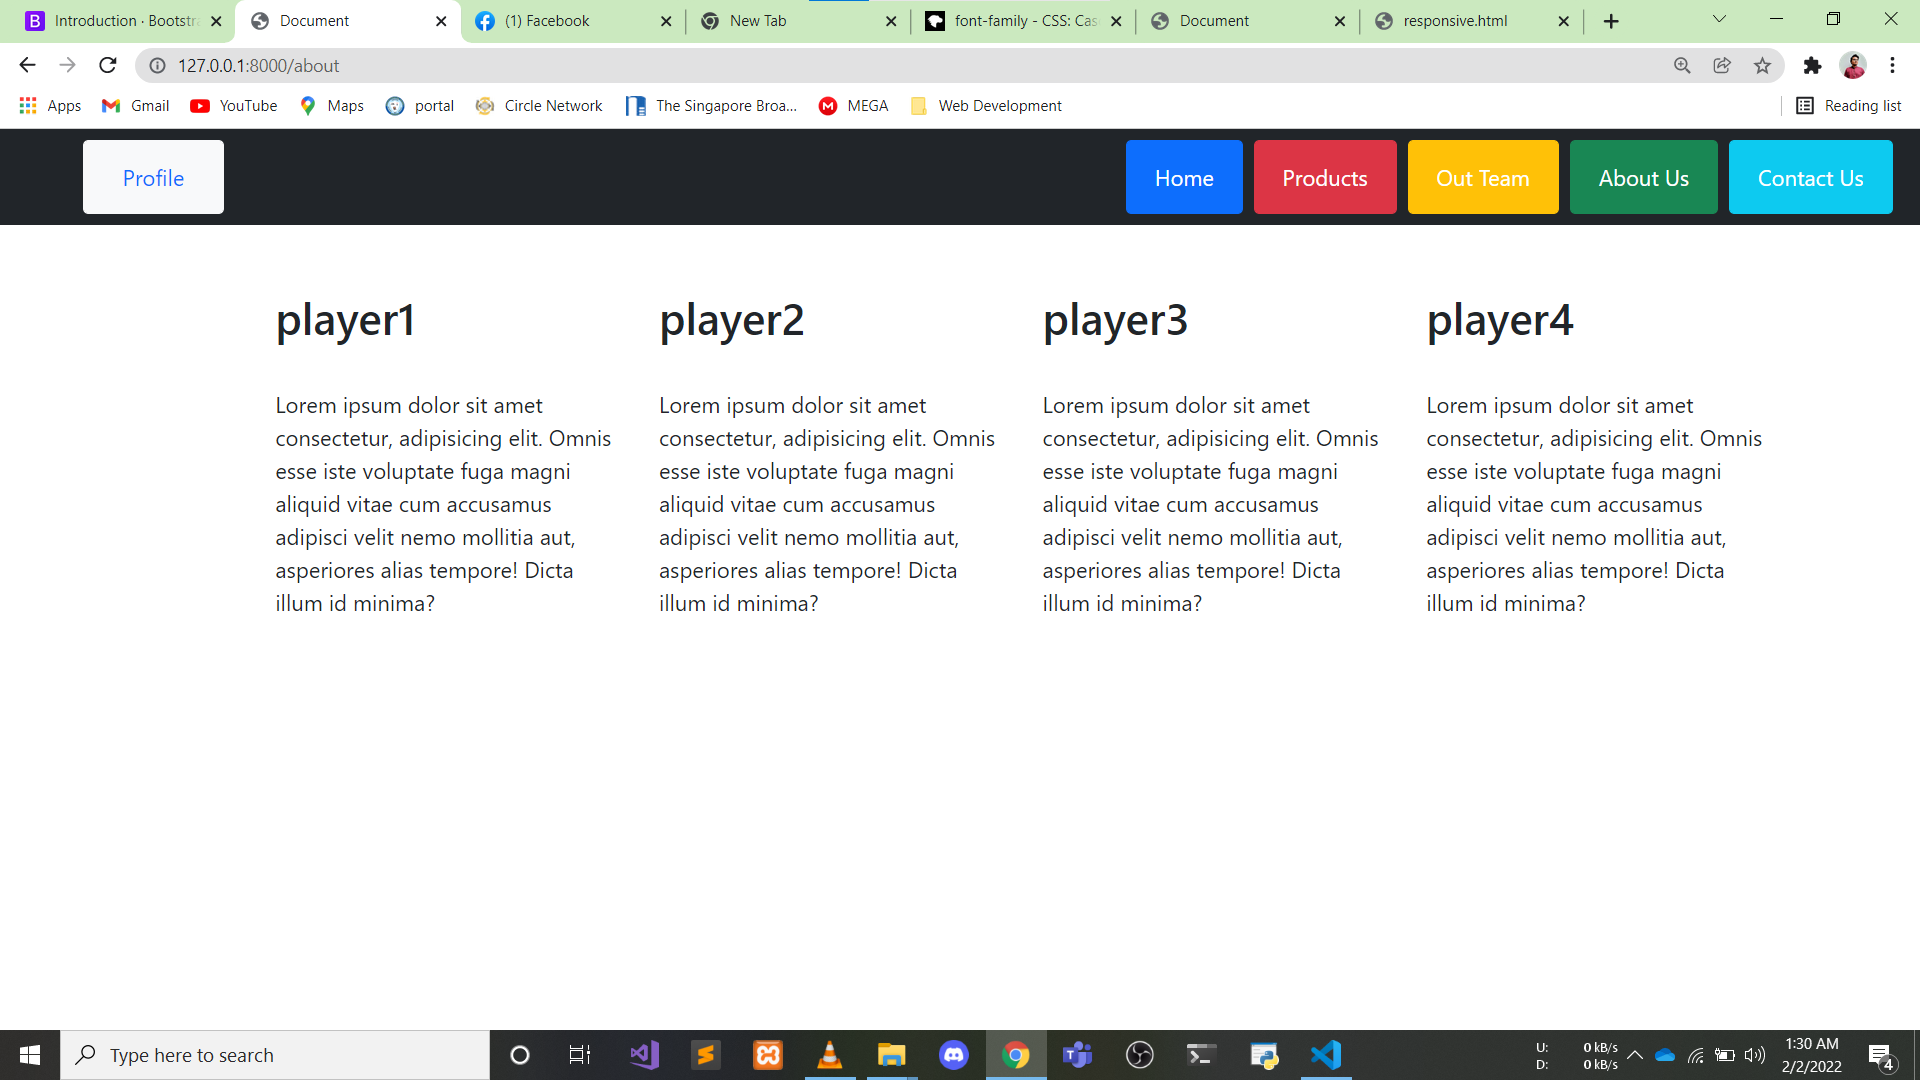 Introduction · Bootstra
Document
(1) Facebook
New Tab
font-family - CSS: Cas
Document
responsive.html
127.0.0.1:8000/about
Apps
Gmail
YouTube
Maps
portal
Circle Network
The Singapore Broa...
MEGA
Web Development
Reading list
Profile
Home
Products
Out Team
About Us
Contact Us
player1
Lorem ipsum dolor sit amet
consectetur, adipisicing elit. Omnis
esse iste voluptate fuga magni
aliquid vitae cum accusamus
adipisci velit nemo mollitia aut,
asperiores alias tempore! Dicta
illum id minima?
player2
Lorem ipsum dolor sit amet
consectetur, adipisicing elit. Omnis
esse iste voluptate fuga magni
aliquid vitae cum accusamus
adipisci velit nemo mollitia aut,
asperiores alias tempore! Dicta
illum id minima?
player3
Lorem ipsum dolor sit amet
consectetur, adipisicing elit. Omnis
esse iste voluptate fuga magni
aliquid vitae cum accusamus
adipisci velit nemo mollitia aut,
asperiores alias tempore! Dicta
illum id minima?
player4
Lorem ipsum dolor sit amet
consectetur, adipisicing elit. Omnis
esse iste voluptate fuga magni
aliquid vitae cum accusamus
adipisci velit nemo mollitia aut,
asperiores alias tempore! Dicta
illum id minima?
Type here to search
U: 0 kB/s
D: 0 kB/s
1:30 AM
2/2/2022
4